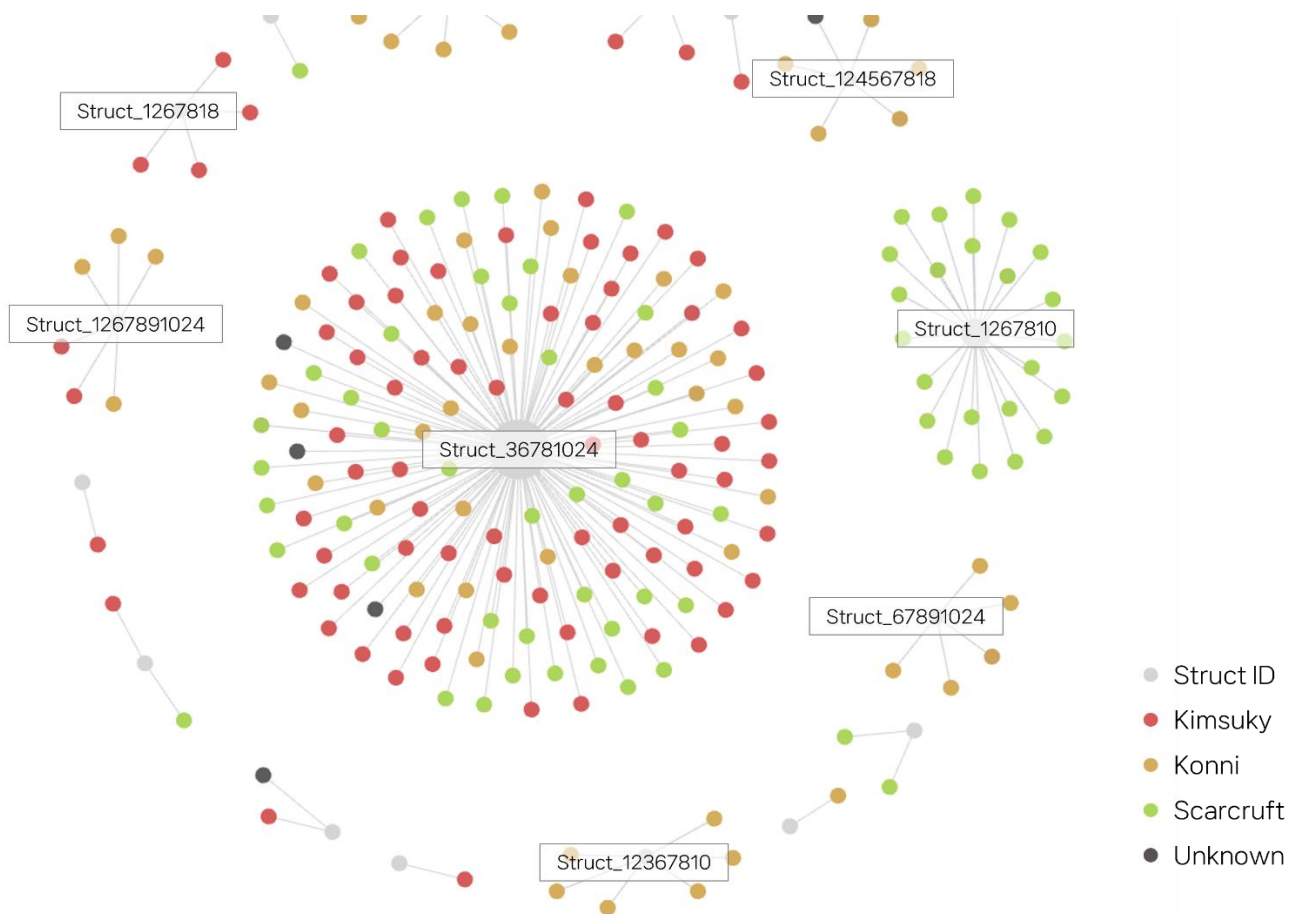 Struct_124567818
Struct_1267818
Struct_1267891024
Struct_1267810
Struct_36781024
Struct_67891024
Struct_12367810
Struct ID
Kimsuky
Konni
Scarcruft
Unknown